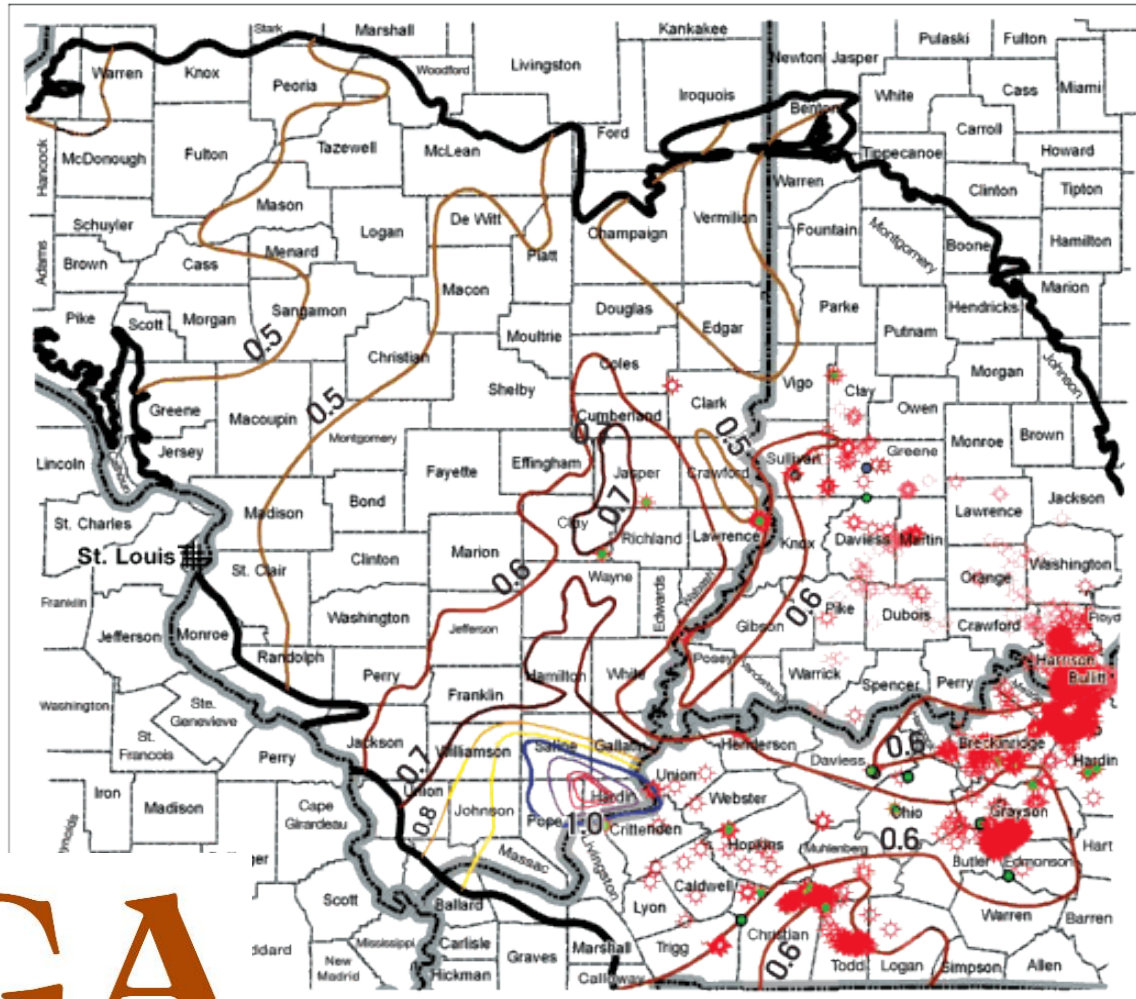 Stark
Marshall
Kankakee
Pulaski
Fulton
Warren
Knox
Peoria
Woodford
Livingston
Newton
Jasper
White
Cass
Miami
Iroquois
Benton
Carroll
Ford
Hancock
McDonough
Fulton
Tazewell
McLean
Tippecanoe
Howard
Warren
Clinton
Tipton
Mason
Schuyler
Logan
De Witt
Vermilion
Champaign
Fountain
Montgomery
Boone
Hamilton
Adams
Brown
Cass
Menard
Piatt
Macon
Marion
Pike
Scott
Morgan
Sangamon
Douglas
Parke
Hendricks
Putnam
0.5
Moultrie
Edgar
Christian
Coles
Vigo
Clay
Morgan
Johnson
Shelby
Clark
Owen
Greene
Macoupin
0.5
Cumberland
Montgomery
0.5
Monroe
Brown
Jersey
Lincoln
Fayette
Effingham
Jasper
Crawford
Sullivan
Greene
Jackson
Bond
Madison
0.7
Lawrence
St. Charles
Clay
Richland
Lawrence
Knox
Daviess
Martin
St. Louis
Clinton
Marion
Washington
St. Clair
0.6
Wayne
Orange
Franklin
Edwards
Wabash
0.6
Pike
Dubois
Washington
Jefferson
Monroe
Jefferson
Gibson
Crawford
Floyd
Randolph
Perry
Hamilton
White
Posey
Vanderburg
Warrick
Spencer
Perry
Harrison
Bullitt
Franklin
Washington
Ste.
Genevieve
St.
Francois
Perry
Jackson
Williamson
Saline
Gallatin
Henderson
Daviess
0.6
Breckinridge
Hardin
0.7
Union
Union
Iron
Madison
Cape
Girardeau
0.8
Johnson
Pope
Hardin
1.0
Crittenden
Webster
Ohio
Grayson
Massac
Livingston
Hopkins
Muhlenberg
0.6
Butler
Edmonson
Hart
Scott
Ballard
Caldwell
Lyon
Warren
Barren
Mississippi
Carlisle
Marshall
Trigg
Christian
New
Madrid
Hickman
Graves
Calloway
0.6
Todd
Logan
Simpson
Allen
GA